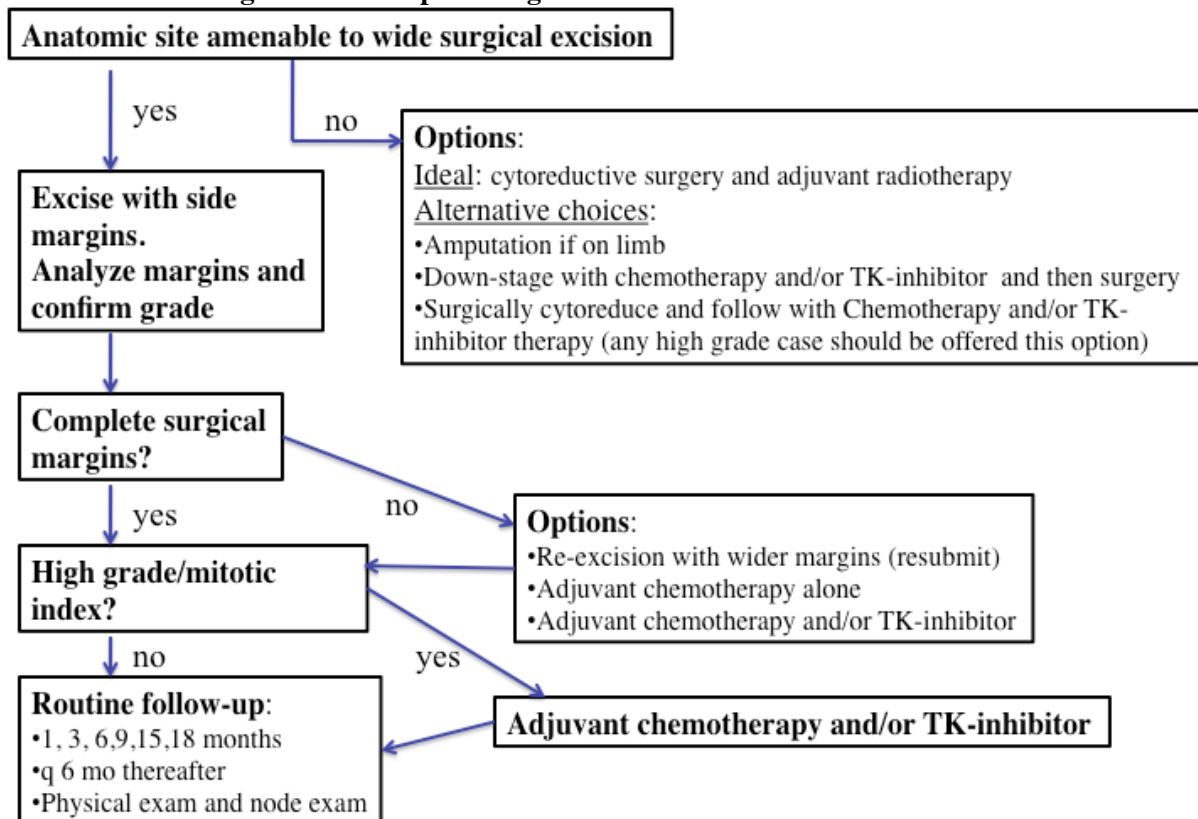 Anatomic site amenable to wide surgical excision
yes
no
Options:
Ideal: cytoreductive surgery and adjuvant radiotherapy
Alternative choices:
•Amputation if on limb
•Down-stage with chemotherapy and/or TK-inhibitor and then surgery
•Surgically cytoreduce and follow with Chemotherapy and/or TK-
inhibitor therapy (any high grade case should be offered this option)
Excise with side
margins.
Analyze margins and
confirm grade
Complete surgical
margins?
yes
no
Options:
•Re-excision with wider margins (resubmit)
•Adjuvant chemotherapy alone
•Adjuvant chemotherapy and/or TK-inhibitor
High grade/mitotic
index?
no
yes
Adjuvant chemotherapy and/or TK-inhibitor
Routine follow-up:
•1, 3, 6,9,15,18 months
•q 6 mo thereafter
•Physical exam and node exam